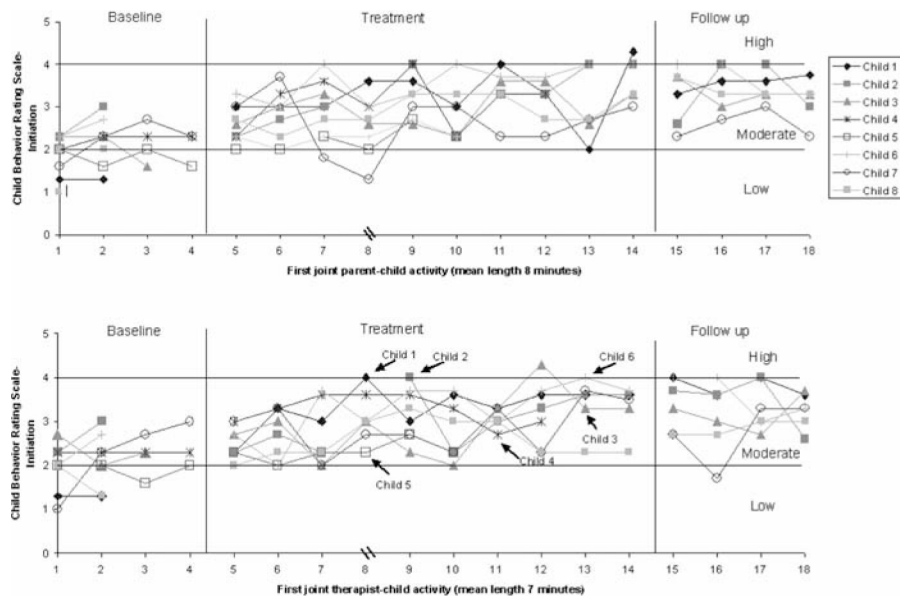 Baseline
Treatment
Follow up
5
4
3
2
1
0
Child Behavior Rating Scale-
Initiation
High
Moderate
Low
1 2 3 4 5 6 7 8 9 10 11 12 13 14 15 16 17 18
First joint parent-child activity (mean length 8 minutes)
Child 1
Child 2
Child 3
Child 4
Child 5
Child 6
Child 7
Child 8
Baseline
Treatment
Follow up
5
4
3
2
1
0
Child Behavior Rating Scale-
Initiation
Child 1
Child 2
Child 6
Child 3
Child 4
Child 5
High
Moderate
Low
1 2 3 4 5 6 7 8 9 10 11 12 13 14 15 16 17 18
First joint therapist-child activity (mean length 7 minutes)